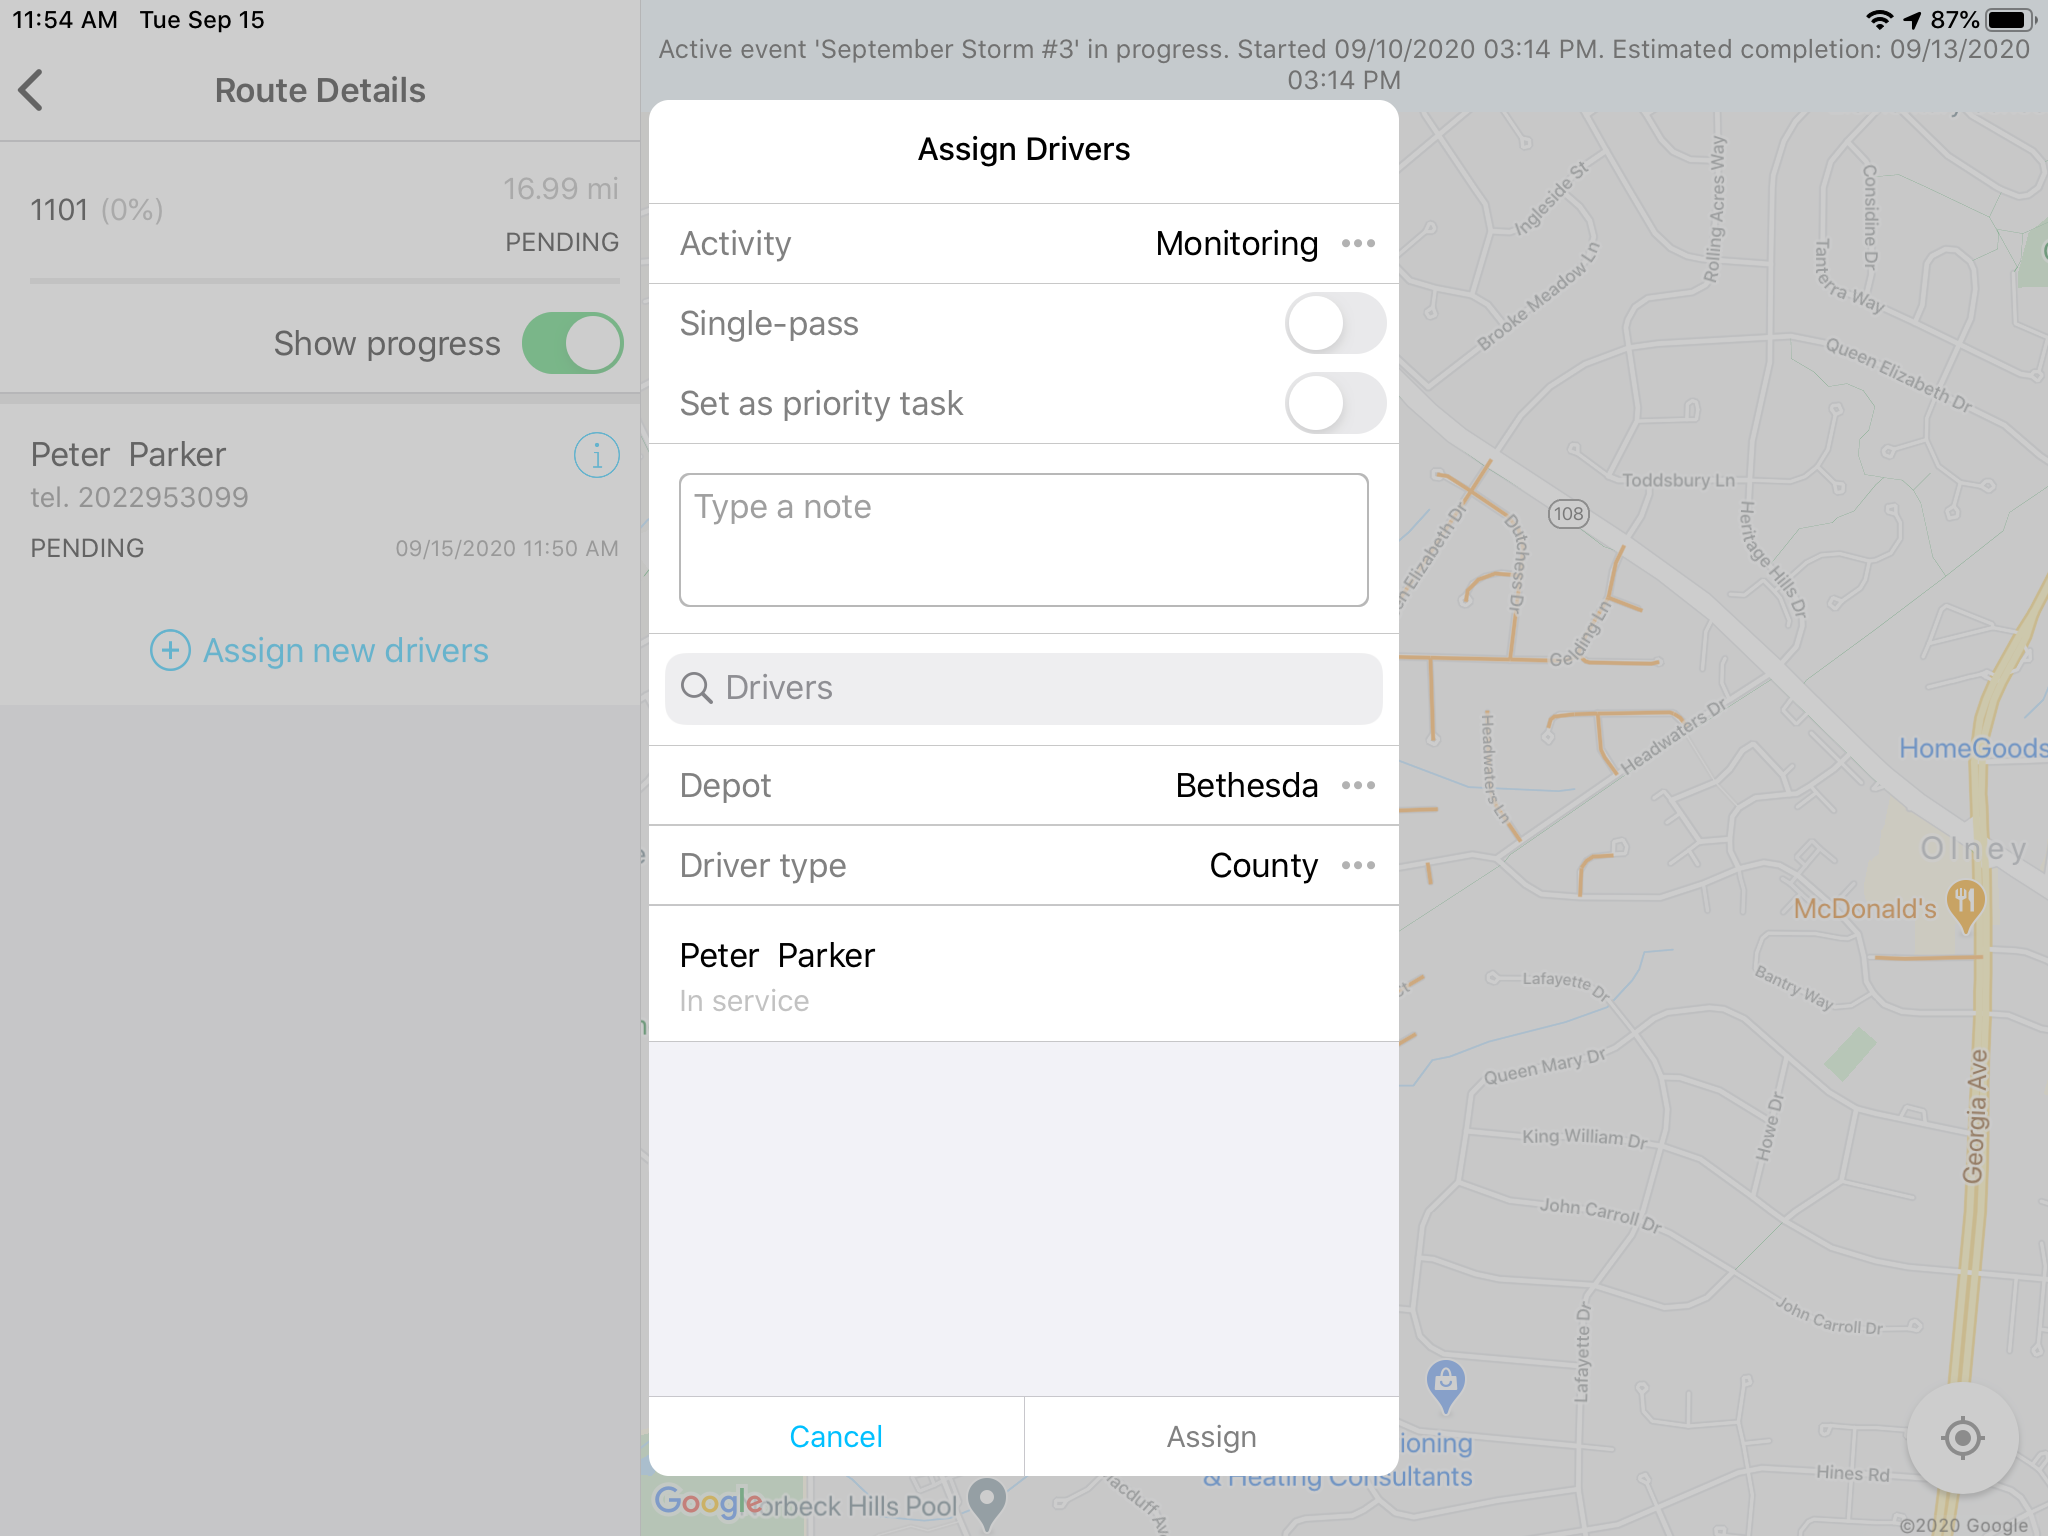 11:54 AM Tue Sep 15
87%
Route Details
1101 (0%)
16.99 mi
PENDING
Show progress
Peter Parker
tel. 2022953099
PENDING
09/15/2020 11:50 AM
Assign new drivers
Active event 'September Storm #3' in progress. Started 09/10/2020 03:14 PM. Estimated completion: 09/13/2020
03:14 PM
Assign Drivers
Activity
Monitoring
Single-pass
Set as priority task
Type a note
Drivers
Depot
Bethesda
Driver type
County
Peter Parker
In service
Cancel
Assign
Ingleside St
Rolling Acres Way
Considine Dr
Brooke Meadow Ln
Tanterra Way
Queen Elizabeth Dr
Toddsbury Ln
108
Elizabeth Dr
Dutchess Dr
Heritage Hills Dr
Gelding Ln
Headwaters Dr
Headwaters Ln
HomeGoods
Olney
McDonald's
Lafayette Dr
Bantry Way
Queen Mary Dr
Georgia Ave
King William Dr
Howe Dr
John Carroll Dr
John Carroll Dr
Lafayette Dr
ioning
& Heating Consultants
Hines Rd
Google
orbeck Hills Pool
acduff Av
©2020 Google